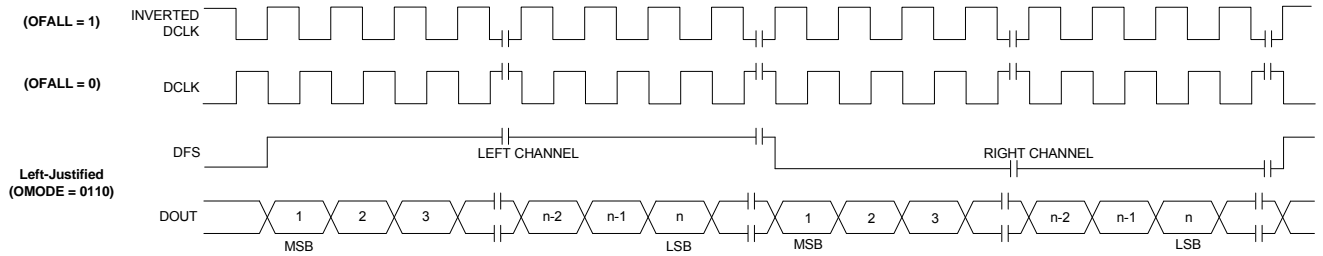 (OFALL = 1)
INVERTED
DCLK
(OFALL = 0)
DCLK
DFS
LEFT CHANNEL
RIGHT CHANNEL
Left-Justified
(OMODE = 0110)
DOUT
1 2 3 n-2 n-1 n 1 2 3 n-2 n-1 n
MSB LSB MSB LSB